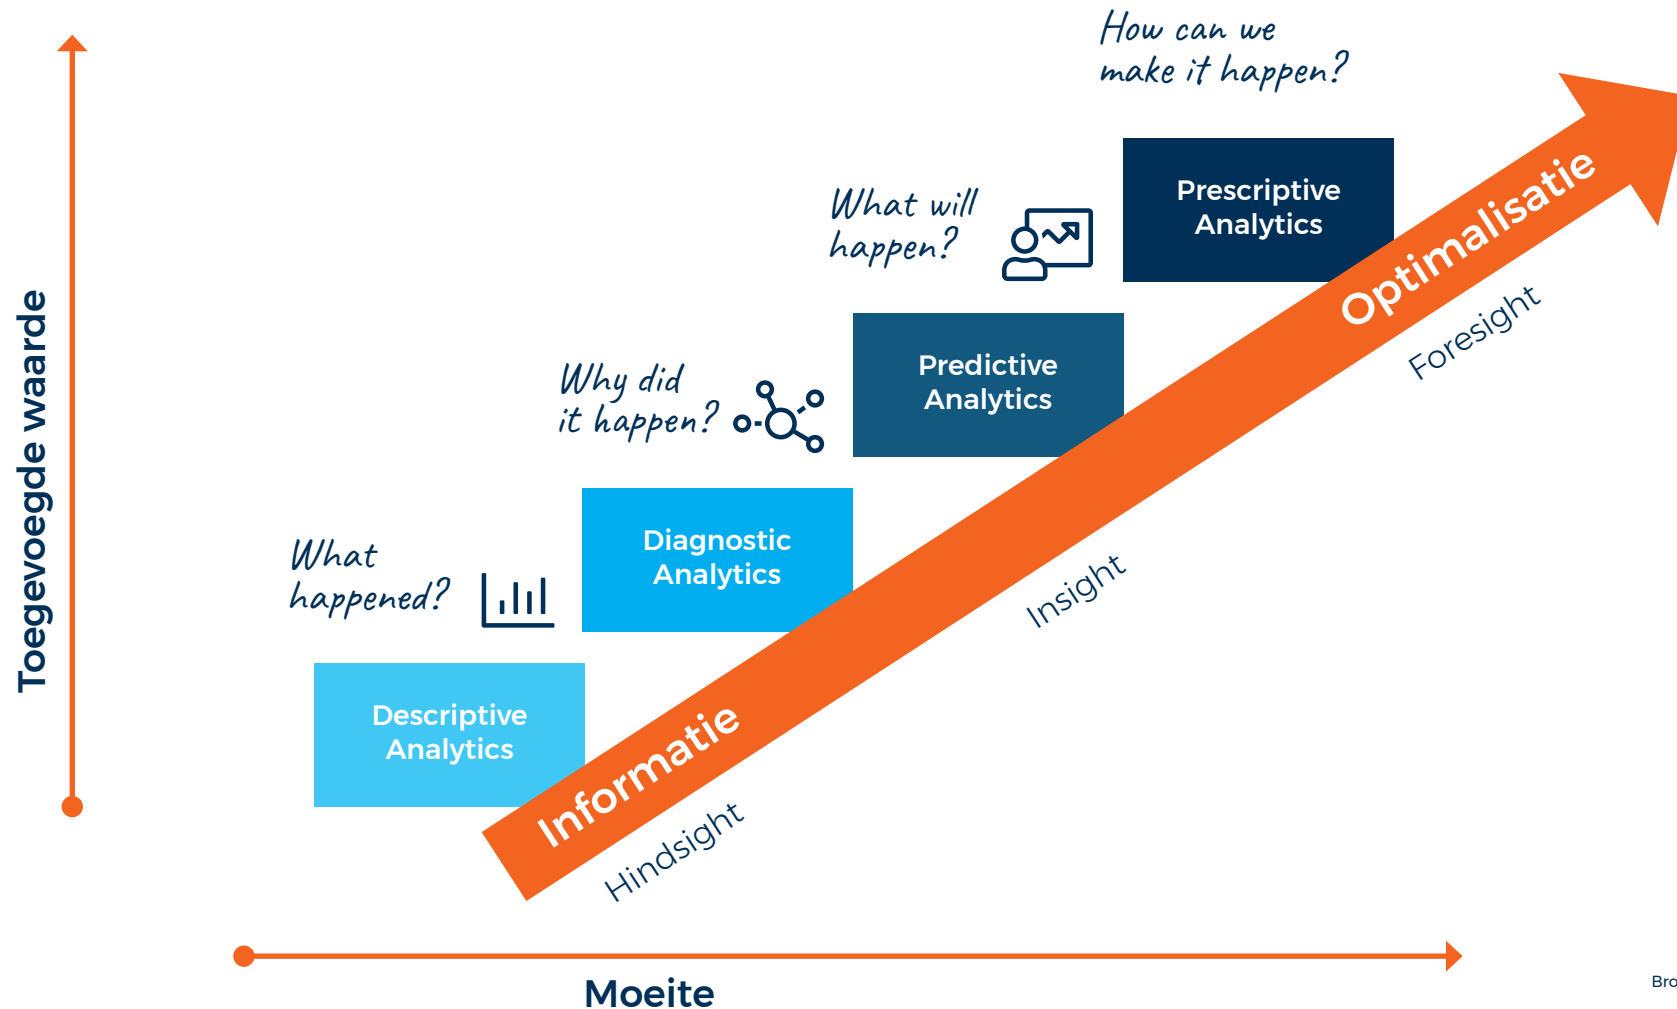 How can we
make it happen?
Prescriptive
Analytics
What will
happen?
Predictive
Analytics
Why did
it happen?
Diagnostic
Analytics
What
happened?
Descriptive
Analytics
Informatie
Optimalisatie
Hindsight
Insight
Foresight
Toegevoegde waarde
Moeite
Bro